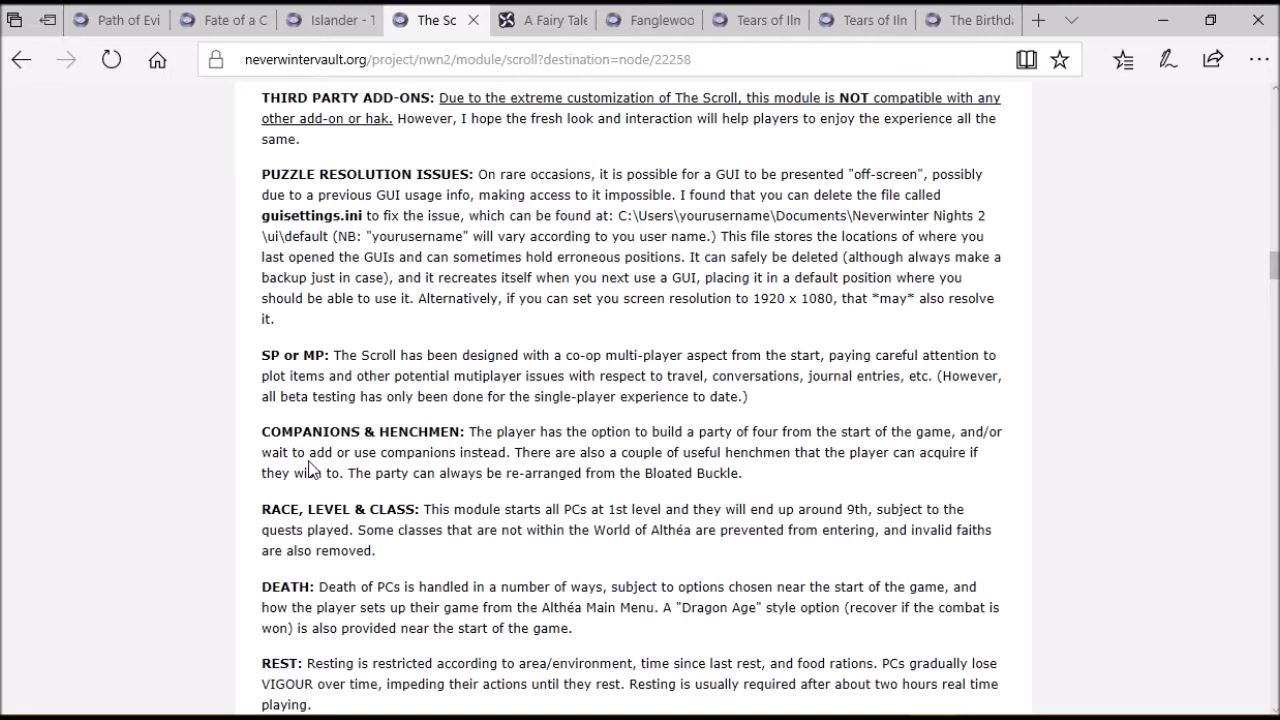 Path of Evi
Fate of a C
Islander - T
The Sc
A Fairy Tale
Fanglewoo
Tears of Iln
Tears of Iln
The Birthda
neverwintervault.org/project/nwn2/module/scroll?destination=node/22258
THIRD PARTY ADD-ONS: Due to the extreme customization of The Scroll, this module is NOT compatible with any
other add-on or hak. However, I hope the fresh look and interaction will help players to enjoy the experience all the
same.
PUZZLE RESOLUTION ISSUES: On rare occasions, it is possible for a GUI to be presented "off-screen", possibly
due to a previous GUI usage info, making access to it impossible. I found that you can delete the file called
guisettings.ini to fix the issue, which can be found at: C:\Users\yourusername\Documents\Neverwinter Nights 2
\ui\default (NB: "yourusername" will vary according to you user name.) This file stores the locations of where you
last opened the GUIs and can sometimes hold erroneous positions. It can safely be deleted (although always make a
backup just in case), and it recreates itself when you next use a GUI, placing it in a default position where you
should be able to use it. Alternatively, if you can set you screen resolution to 1920 x 1080, that *may* also resolve
it.
SP or MP: The Scroll has been designed with a co-op multi-player aspect from the start, paying careful attention to
plot items and other potential mutiplayer issues with respect to travel, conversations, journal entries, etc. (However,
all beta testing has only been done for the single-player experience to date.)
COMPANIONS & HENCHMEN: The player has the option to build a party of four from the start of the game, and/or
wait to add or use companions instead. There are also a couple of useful henchmen that the player can acquire if
they wish to. The party can always be re-arranged from the Bloated Buckle.
RACE, LEVEL & CLASS: This module starts all PCs at 1st level and they will end up around 9th, subject to the
quests played. Some classes that are not within the World of Althéa are prevented from entering, and invalid faiths
are also removed.
DEATH: Death of PCs is handled in a number of ways, subject to options chosen near the start of the game, and
how the player sets up their game from the Althéa Main Menu. A "Dragon Age" style option (recover if the combat is
won) is also provided near the start of the game.
REST: Resting is restricted according to area/environment, time since last rest, and food rations. PCs gradually lose
VIGOUR over time, impeding their actions until they rest. Resting is usually required after about two hours real time
playing.